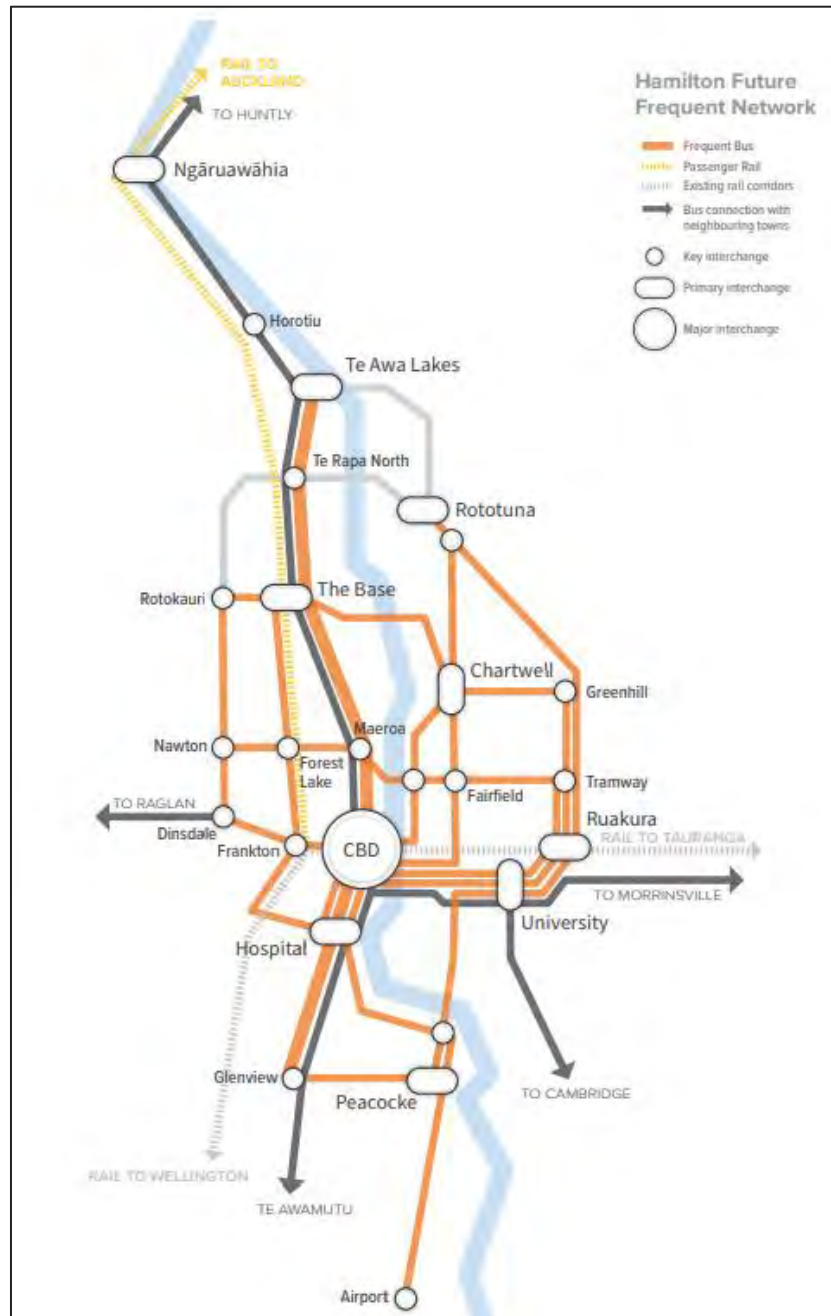 RAIL TO
AUCKLAND
TO HUNTLY
Hamilton Future
Frequent Network
Frequent Bus
Passenger Rail
Existing rail corridors
Bus connection with
neighbouring towns
Key interchange
Primary interchange
Major interchange
Ngāruawāhia
Horotiu
Te Awa Lakes
Te Rapa North
Rototuna
Rotokauri
The Base
Chartwell
Greenhill
Maeroa
Nawton
Forest
Lake
Fairfield
Tramway
TO RAGLAN
Dinsdale
Ruakura
Frankton
CBD
RAIL TO TAURANGA
TO MORRINSVILLE
University
Hospital
Glenview
Peacocke
TO CAMBRIDGE
RAIL TO WELLINGTON
TE AWAMUTU
Airport